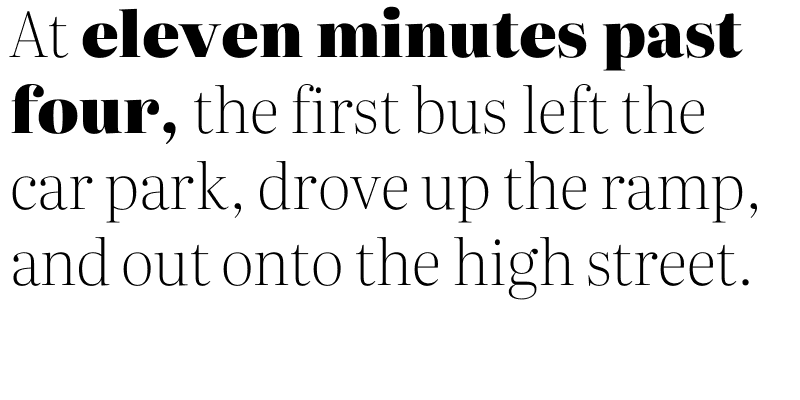 At eleven minutes past
four, the first bus left the
car park, drove up the ramp,
and out onto the high street.